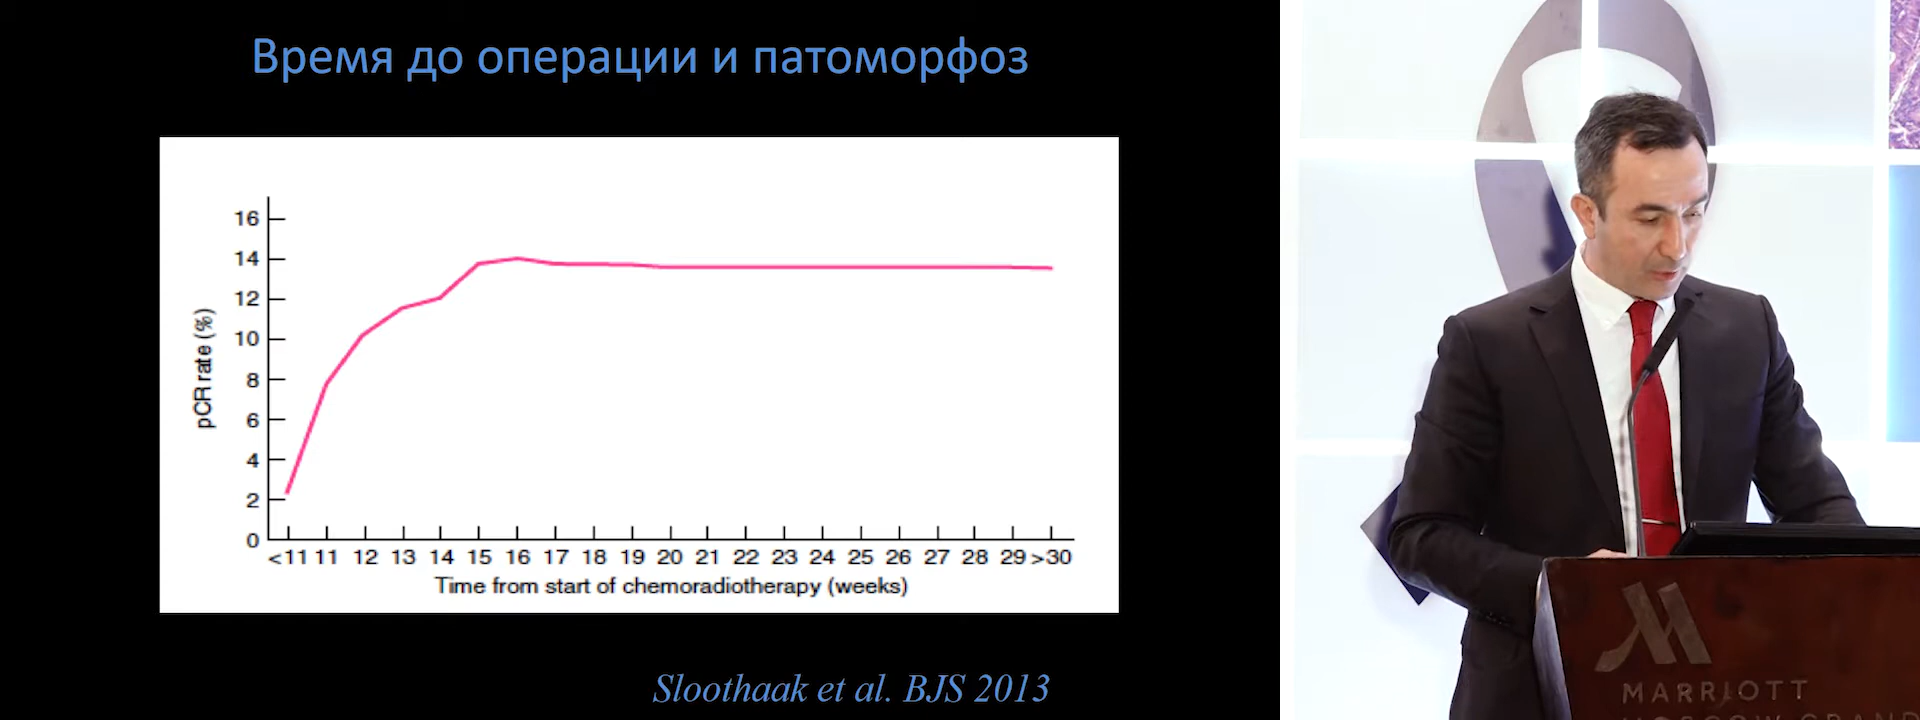 Время до операции и патоморфоз
16
14
12
10
8
6
4
2
0
pCR rate (%)
<11 11 12 13 14 15 16 17 18 19 20 21 22 23 24 25 26 27 28 29 >30
Time from start of chemoradiotherapy (weeks)
Sloothaak et al. BJS 2013
MARRIOTT
MOSCOW GRAND